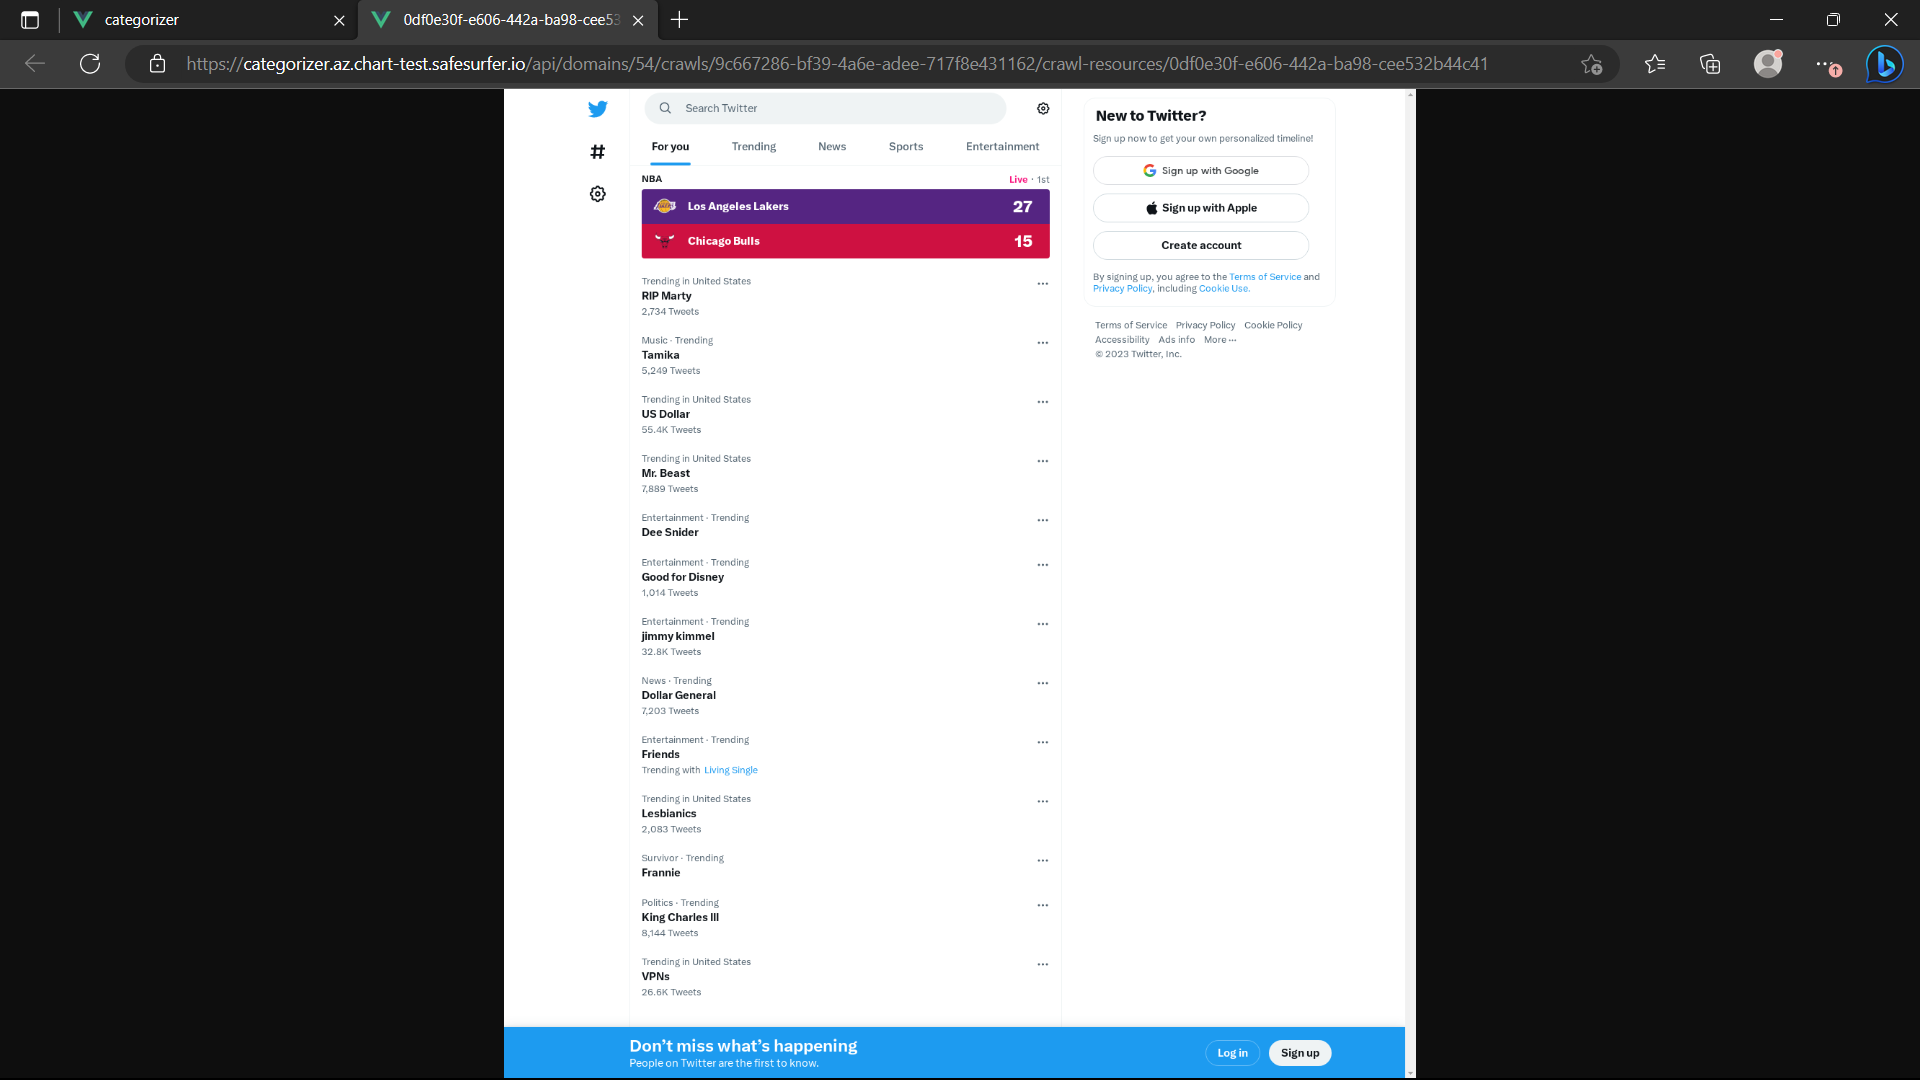 categorizer
0df0e30f-e606-442a-ba98-cee53
https://categorizer.az.chart-test.safesurfer.io/api/domains/54/crawls/9c667286-bf39-4a6e-adee-717f8e431162/crawl-resources/0df0e30f-e606-442a-ba98-cee532b44c41
Search Twitter
For you Trending News Sports Entertainment
NBA Live · 1st
Los Angeles Lakers 27
Chicago Bulls 15
Trending in United States
RIP Marty
2,734 Tweets
Music · Trending
Tamika
5,249 Tweets
Trending in United States
US Dollar
55.4K Tweets
Trending in United States
Mr. Beast
7,889 Tweets
Entertainment · Trending
Dee Snider
Entertainment · Trending
Good for Disney
1,014 Tweets
Entertainment · Trending
jimmy kimmel
32.8K Tweets
News · Trending
Dollar General
7,203 Tweets
Entertainment · Trending
Friends
Trending with Living Single
Trending in United States
Lesbianics
2,083 Tweets
Survivor · Trending
Frannie
Politics · Trending
King Charles III
8,144 Tweets
Trending in United States
VPNs
26.6K Tweets
New to Twitter?
Sign up now to get your own personalized timeline!
Sign up with Google
Sign up with Apple
Create account
By signing up, you agree to the Terms of Service and
Privacy Policy, including Cookie Use.
Terms of Service Privacy Policy Cookie Policy
Accessibility Ads info More ···
© 2023 Twitter, Inc.
Don't miss what's happening
People on Twitter are the first to know.
Log in
Sign up